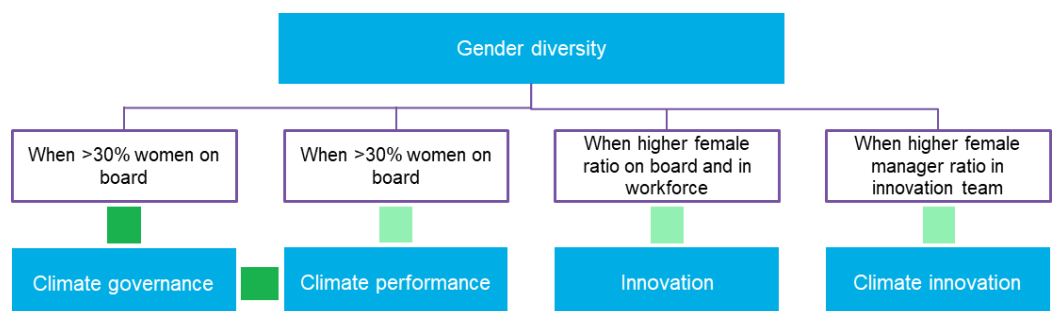 Gender diversity
When >30% women on
board
When >30% women on
board
When higher female
ratio on board and in
workforce
When higher female
manager ratio in
innovation team
Climate governance
Climate performance
Innovation
Climate innovation